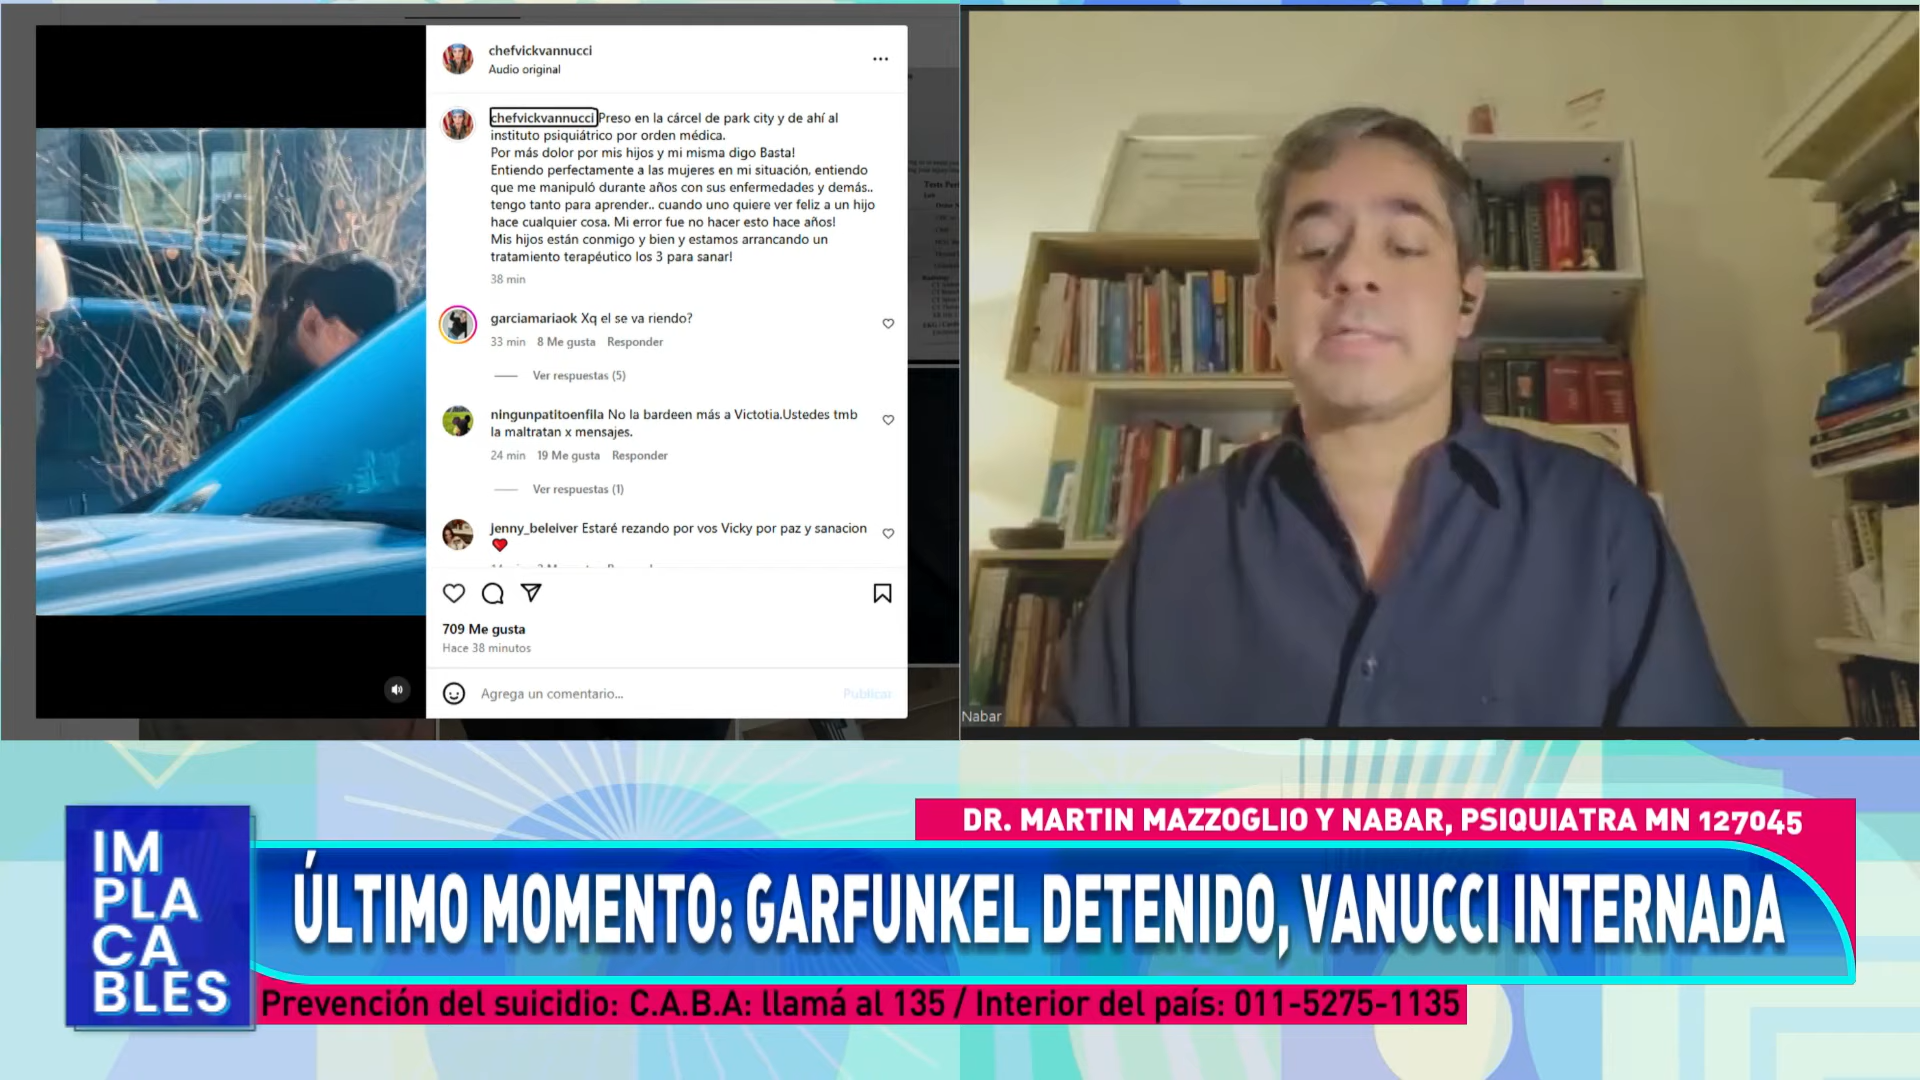 chefvickvannucci
Audio original
chefvickvannucci Preso en la cárcel de park city y de ahí al
instituto psiquiátrico por orden médica.
Por más dolor por mis hijos y mi misma digo Basta!
Entiendo perfectamente a las mujeres en mi situación, entiendo
que me manipuló durante años con sus enfermedades y demás..
tengo tanto para aprender.. cuando uno quiere ver feliz a un hijo
hace cualquier cosa. Mi error fue no hacer esto hace años!
Mis hijos están conmigo y bien y estamos arrancando un
tratamiento terapéutico los 3 para sanar!
38 min
garciamariaok Xq el se va riendo?
33 min 8 Me gusta Responder
Ver respuestas (5)
ningunpatitoenfila No la bardeen más a Victotia.Ustedes tmb
la maltratan x mensajes.
24 min 19 Me gusta Responder
Ver respuestas (1)
jenny_beleiver Estaré rezando por vos Vicky por paz y sanacion
❤️
709 Me gusta
Hace 38 minutos
Agrega un comentario...
Publicar
Nabar
DR. MARTIN MAZZOGLIO Y NABAR, PSIQUIATRA MN 127045
IM
PLA
CA
BLES
ÚLTIMO MOMENTO: GARFUNKEL DETENIDO, VANUCCI INTERNADA
Prevención del suicidio: C.A.B.A: llamá al 135 / Interior del país: 011-5275-1135